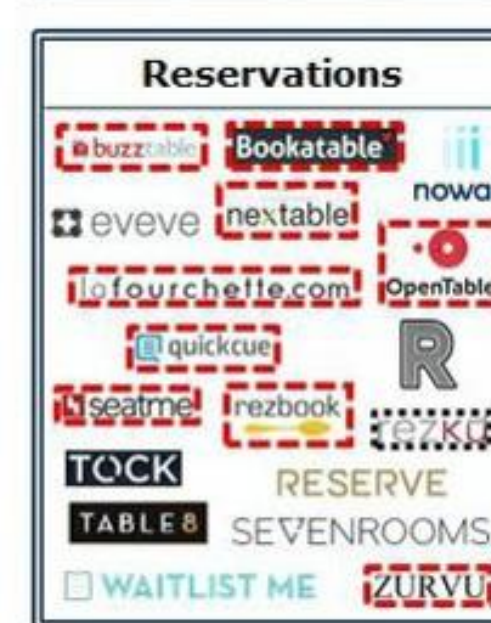 Reservations
buzztable
Bookatable
nowa
eveve
nextable
OpenTable
lafourchette.com
quickcue
R
seatme
rezbook
rezku
TOCK
RESERVE
TABLE8
SEVENROOMS
WAITLIST ME
ZURVU